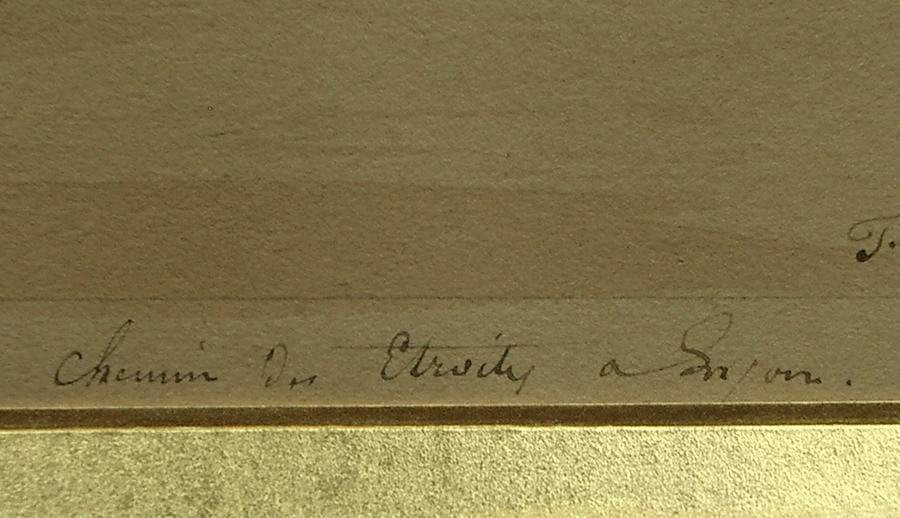 T.
Chemin Des Etroits a Lyon.